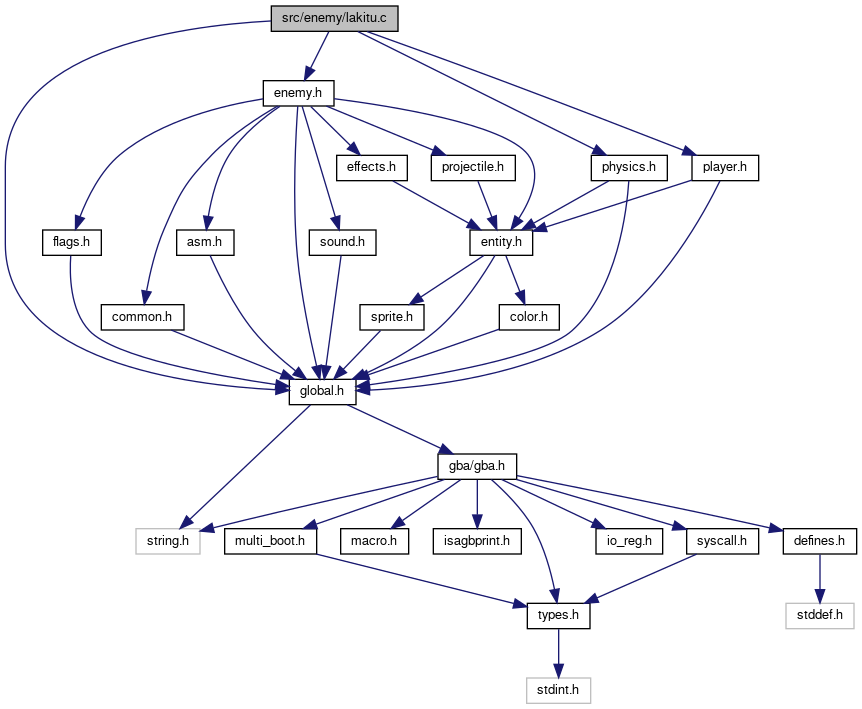 src/enemy/lakitu.c
enemy.h
effects.h
projectile.h
physics.h
player.h
flags.h
asm.h
sound.h
entity.h
common.h
sprite.h
color.h
global.h
gba/gba.h
string.h
multi_boot.h
macro.h
isagbprint.h
io_reg.h
syscall.h
defines.h
types.h
stddef.h
stdint.h